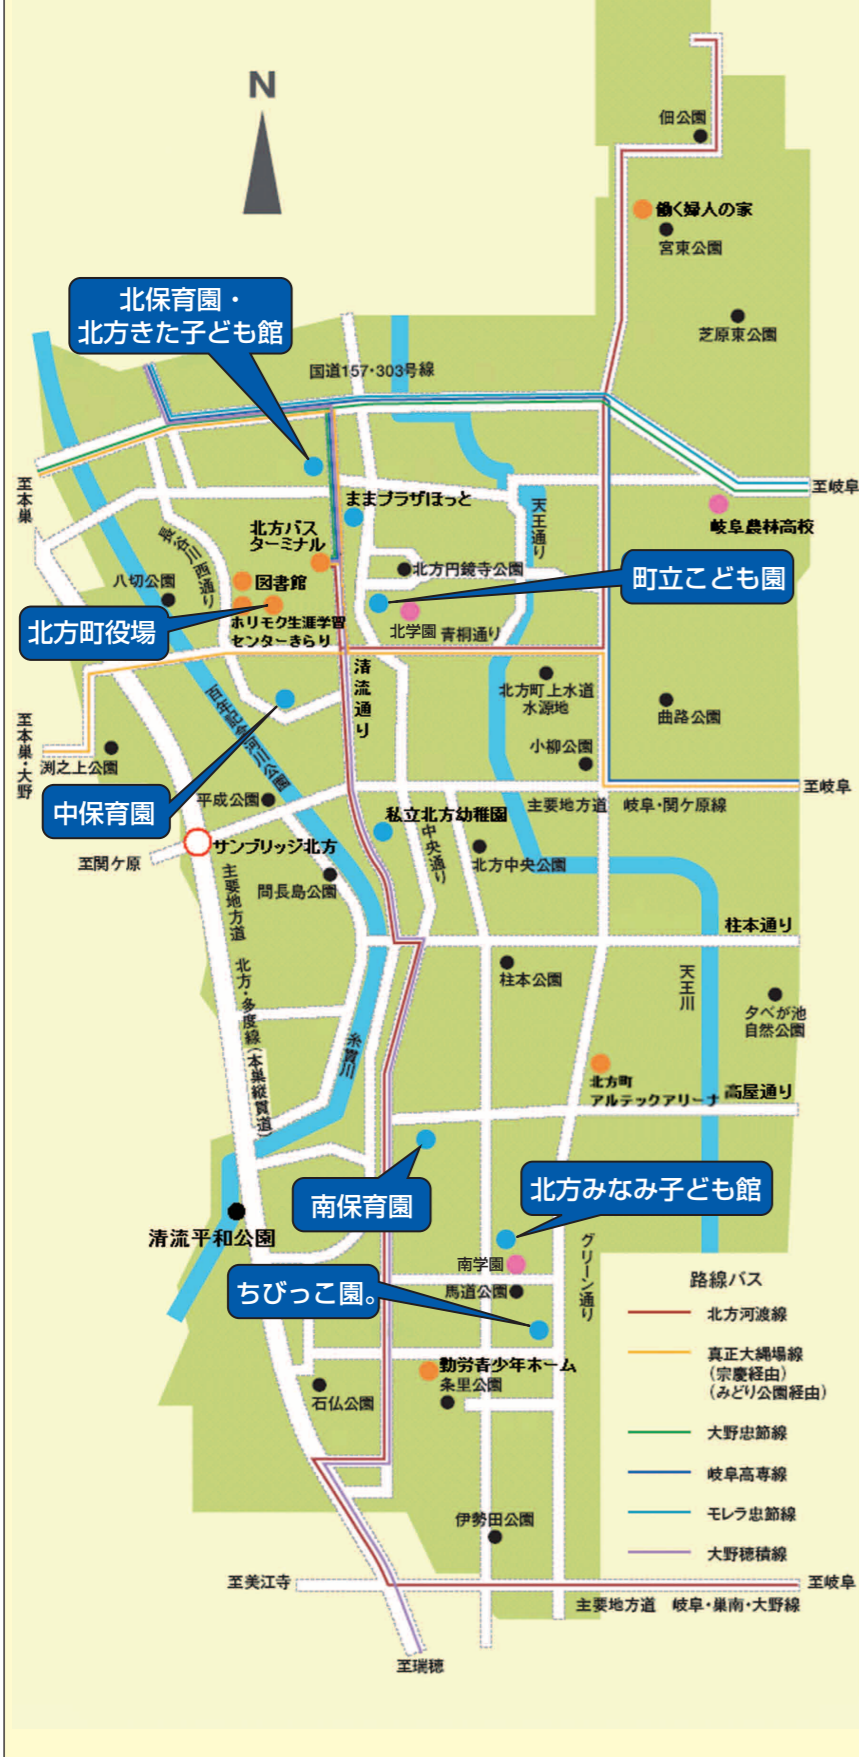 N
佃公園
働く婦人の家
宮東公園
北保育園・
北方きた子ども館
芝原東公園
国道157・303号線
至本巣
至岐阜
ままプラザほっと
天王通り
岐阜農林高校
北方バス
ターミナル
長谷川西通り
北方円鏡寺公園
町立こども園
八切公園
図書館
北方町役場
ホリモク生涯学習
センターきらり
北学園
青桐通り
清流通り
北方町上水道
水源地
曲路公園
至本巣・大野
百年記念河川公園
小柳公園
渕之上公園
中保育園
平成公園
至岐阜
主要地方道 岐阜・関ケ原線
私立北方幼稚園
サンブリッジ北方
中央通り
至関ケ原
北方中央公園
主要地方道 北方・多度線(本巣縦貫道)
問長島公園
柱本通り
柱本公園
天王川
夕べが池
自然公園
糸貫川
北方町
アルテックアリーナ
高屋通り
南保育園
北方みなみ子ども館
清流平和公園
グリーン通り
南学園
ちびっこ園。
馬道公園
路線バス
北方河渡線
真正大縄場線
(宗慶経由)
(みどり公園経由)
大野忠節線
岐阜高専線
モレラ忠節線
大野穂積線
勤労青少年ホーム
条里公園
石仏公園
伊勢田公園
至美江寺
至岐阜
主要地方道 岐阜・巣南・大野線
至瑞穂